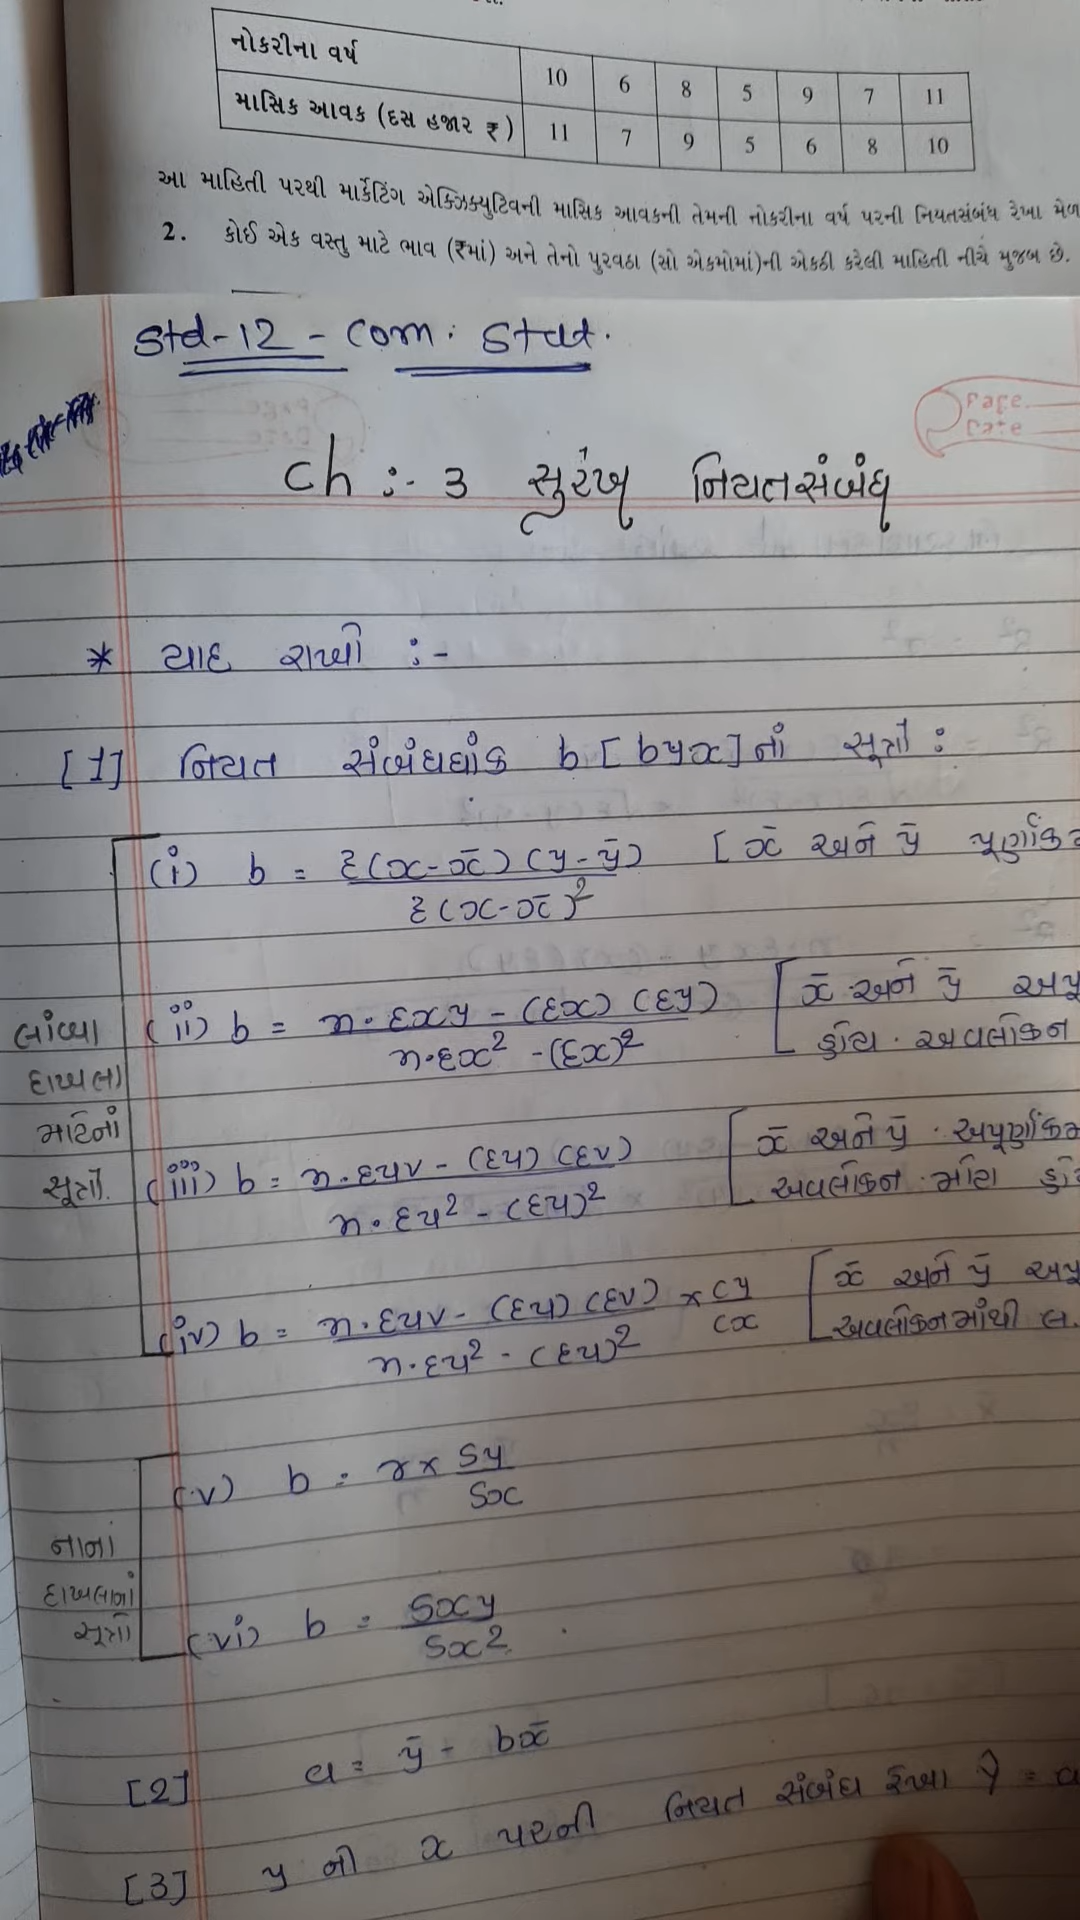 નોકરીના વર્ષ 10 6 8 5 9 7 11
માસિક આવક (દસ હજાર ₹) 11 7 9 5 6 8 10
આ માહિતી પરથી માર્કેટિંગ એક્ઝિક્યુટિવની માસિક આવકની તેમની નોકરીના વર્ષ પરની નિયતસંબંધ રેખા મેળ
2. કોઈ એક વસ્તુ માટે ભાવ (₹માં) અને તેનો પુરવઠા (સો એકમોમાં)ની એકઠી કરેલી માહિતી નીચે મુજબ છે.
Std-12 - com. Stat.
Page
Date
Ch :- 3 સુરેખ નિયતસંબંધ
* યાદ રાખો :-
[1] નિયત સંબંધઘાંક b [byx]નાં સૂત્રો :
(i) b = Σ(x-x̄) (y-ȳ) / Σ(x-x̄)² [x̄ અને ȳ પૂર્ણાંક
(ii) b = n·Σxy - (Σx) (Σy) / n·Σx² - (Σx)² [x̄ અને ȳ અપૂ
હોય. અવલોકન
(iii) b = n·Σuv - (Σu) (Σv) / n·Σu² - (Σu)² [x̄ અને ȳ અપૂર્ણાંક
અવલોકન મોટા હો
(iv) b = n·Σuv - (Σu) (Σv) / n·Σu² - (Σu)² × cy / cx [x̄ અને ȳ અપૂ
અવલોકનમાંથી લ.
લાંબા
દાખલા
માટેનાં
સૂત્રો.
(v) b = r × Sy / Sx
(vi) b = Sxy / Sx²
નાનાં
દાખલાનાં
સૂત્રો
[2] a = ȳ - bx̄
[3] y ની x પરની નિયત સંબંધ રેખા ŷ = a